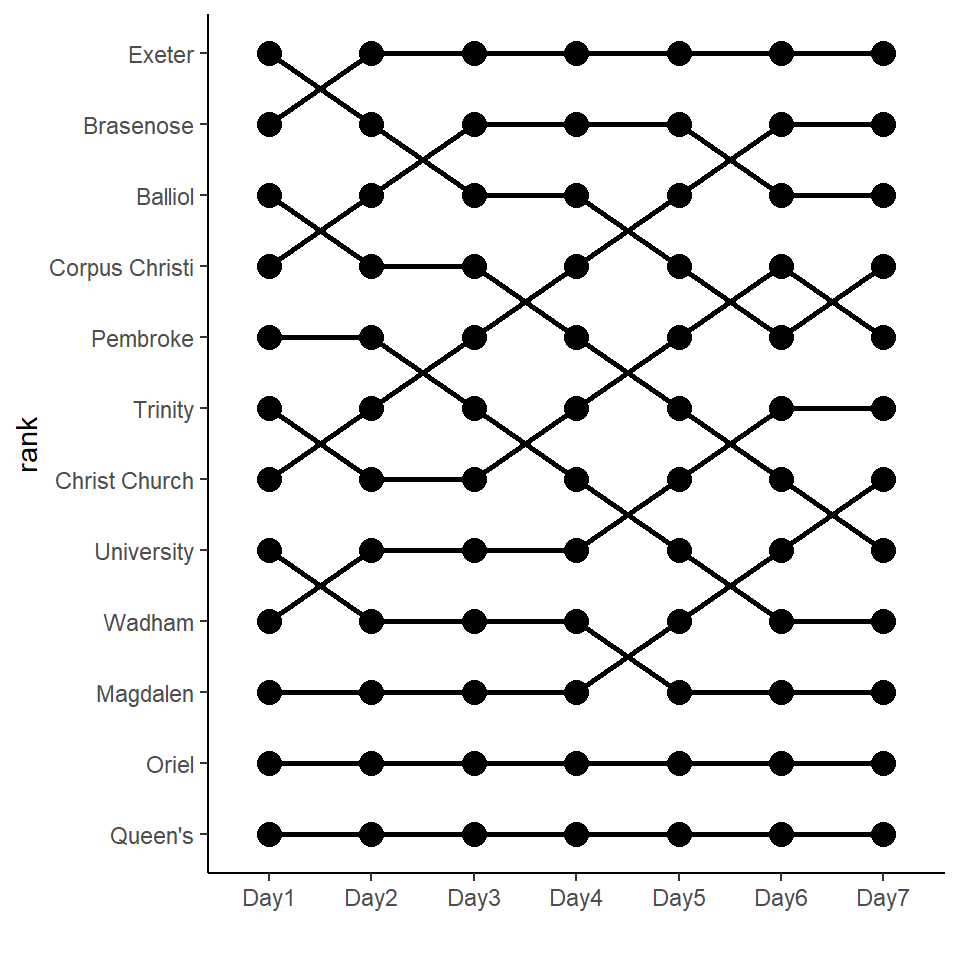 Exeter
Brasenose
Balliol
Corpus Christi
Pembroke
Trinity
rank
Christ Church
University
Wadham
Magdalen
Oriel
Queen's
Day1 Day2 Day3 Day4 Day5 Day6 Day7